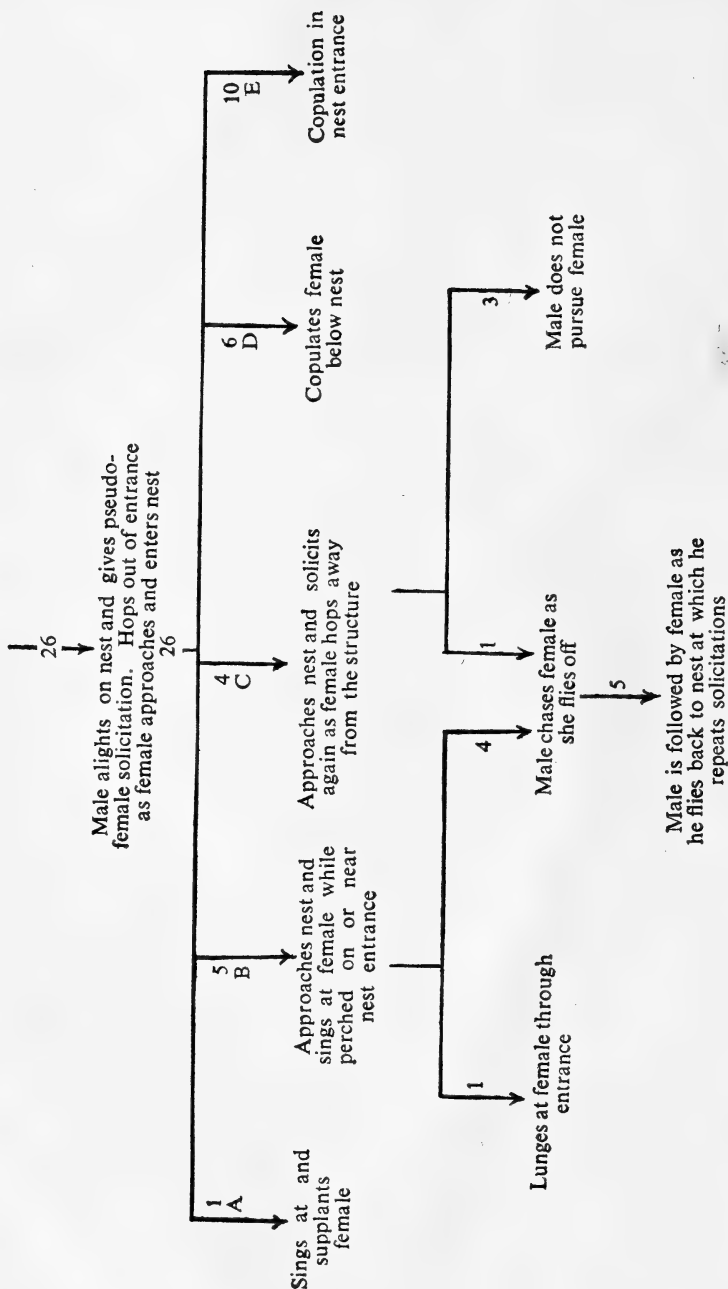 26
Male alights on nest and gives pseudo-
female solicitation. Hops out of entrance
as female approaches and enters nest
26
1
A
Sings at and
supplants
female
5
B
Approaches nest and
sings at female while
perched on or near
nest entrance
4
C
Approaches nest and solicits
again as female hops away
from the structure
6
D
Copulates female
below nest
10
E
Copulation in
nest entrance
1
Lunges at female through
entrance
4
1
Male chases female as
she flies off
3
Male does not
pursue female
5
Male is followed by female as
he flies back to nest at which he
repeats solicitations